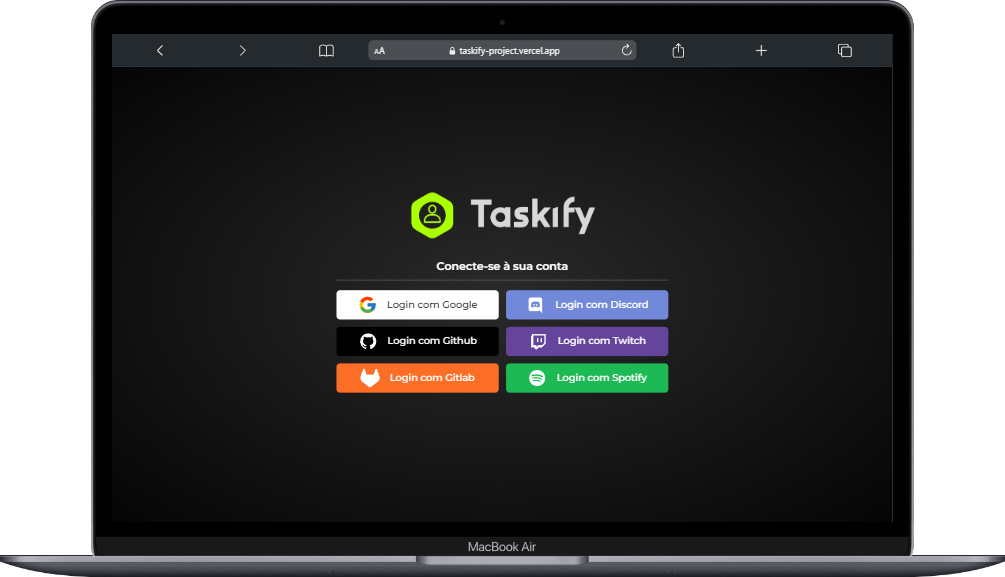 AA taskify-project.vercel.app
Taskify
Conecte-se à sua conta
Login com Google
Login com Discord
Login com Github
Login com Twitch
Login com Gitlab
Login com Spotify
MacBook Air